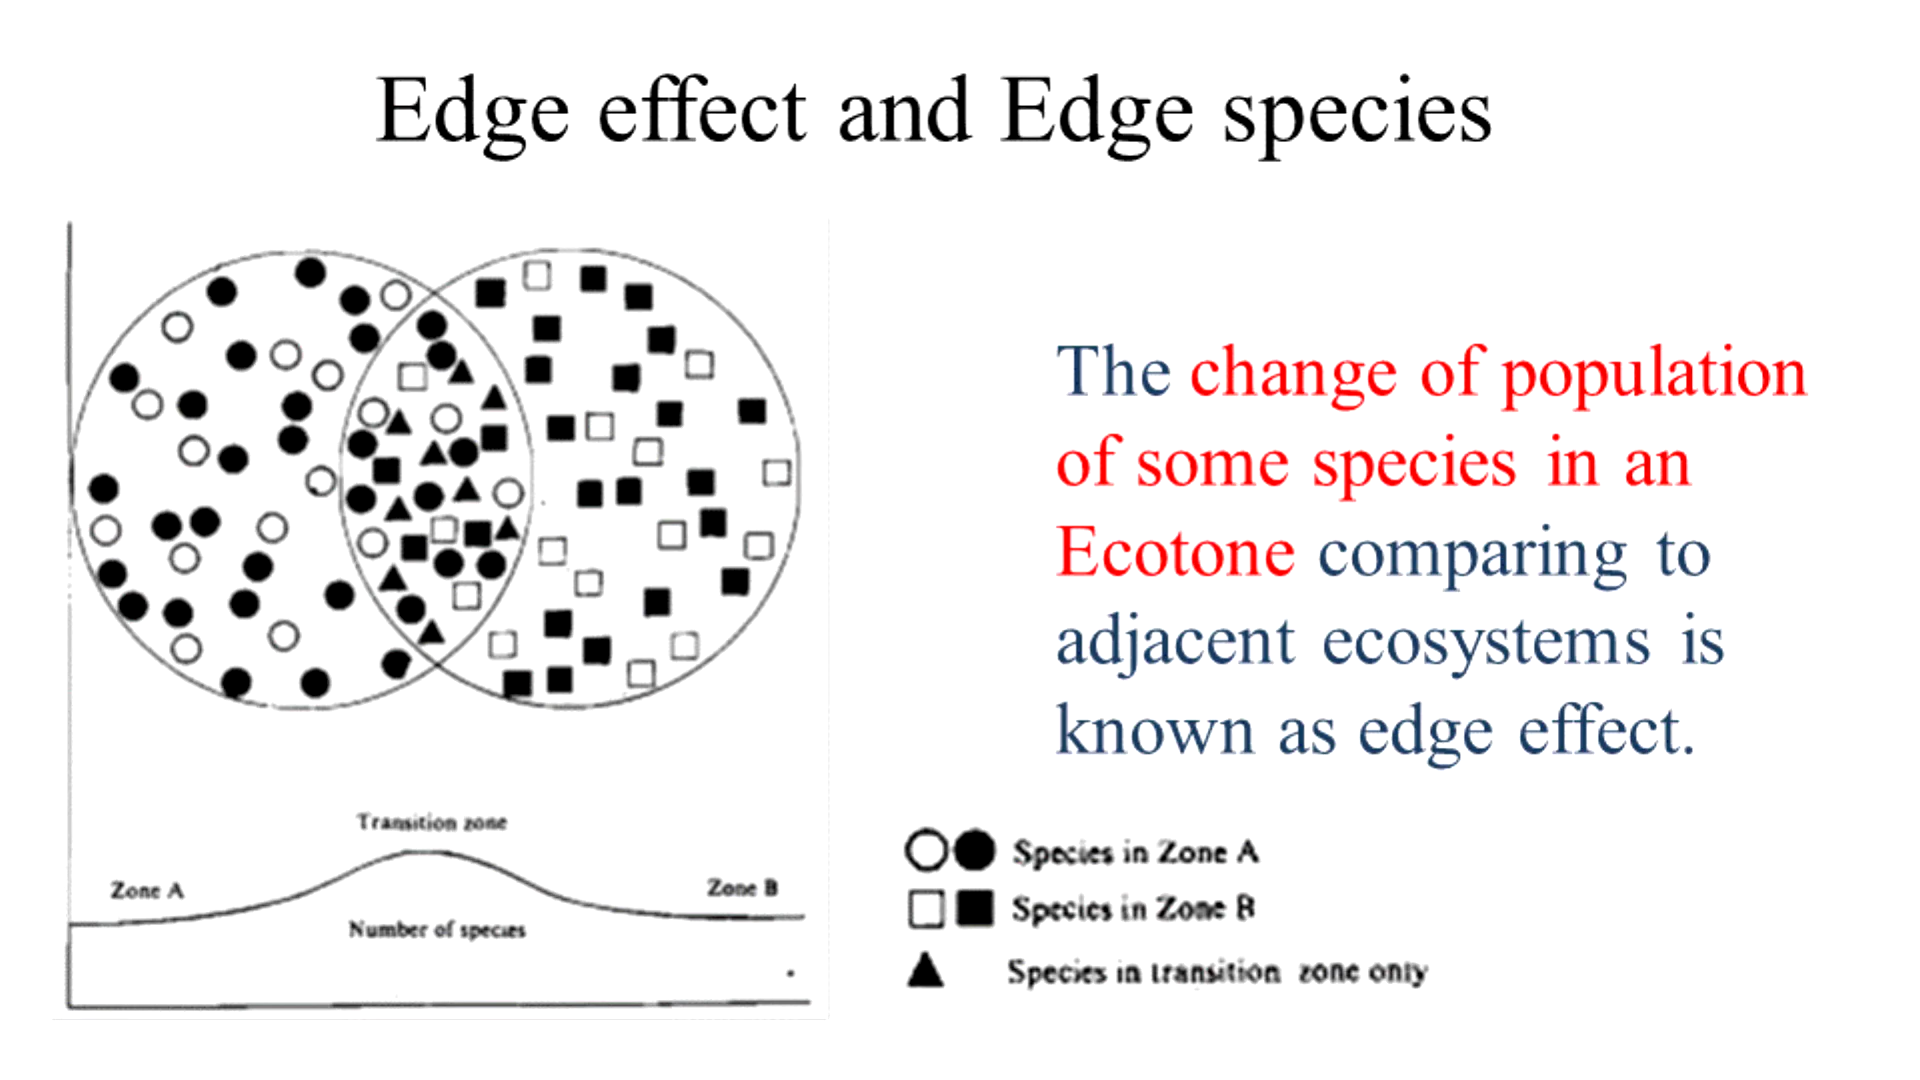 Edge effect and Edge species
The change of population
of some species in an
Ecotone comparing to
adjacent ecosystems is
known as edge effect.
Transition zone
Zone A
Zone B
Number of species
Species in Zone A
Species in Zone B
Species in transition zone only